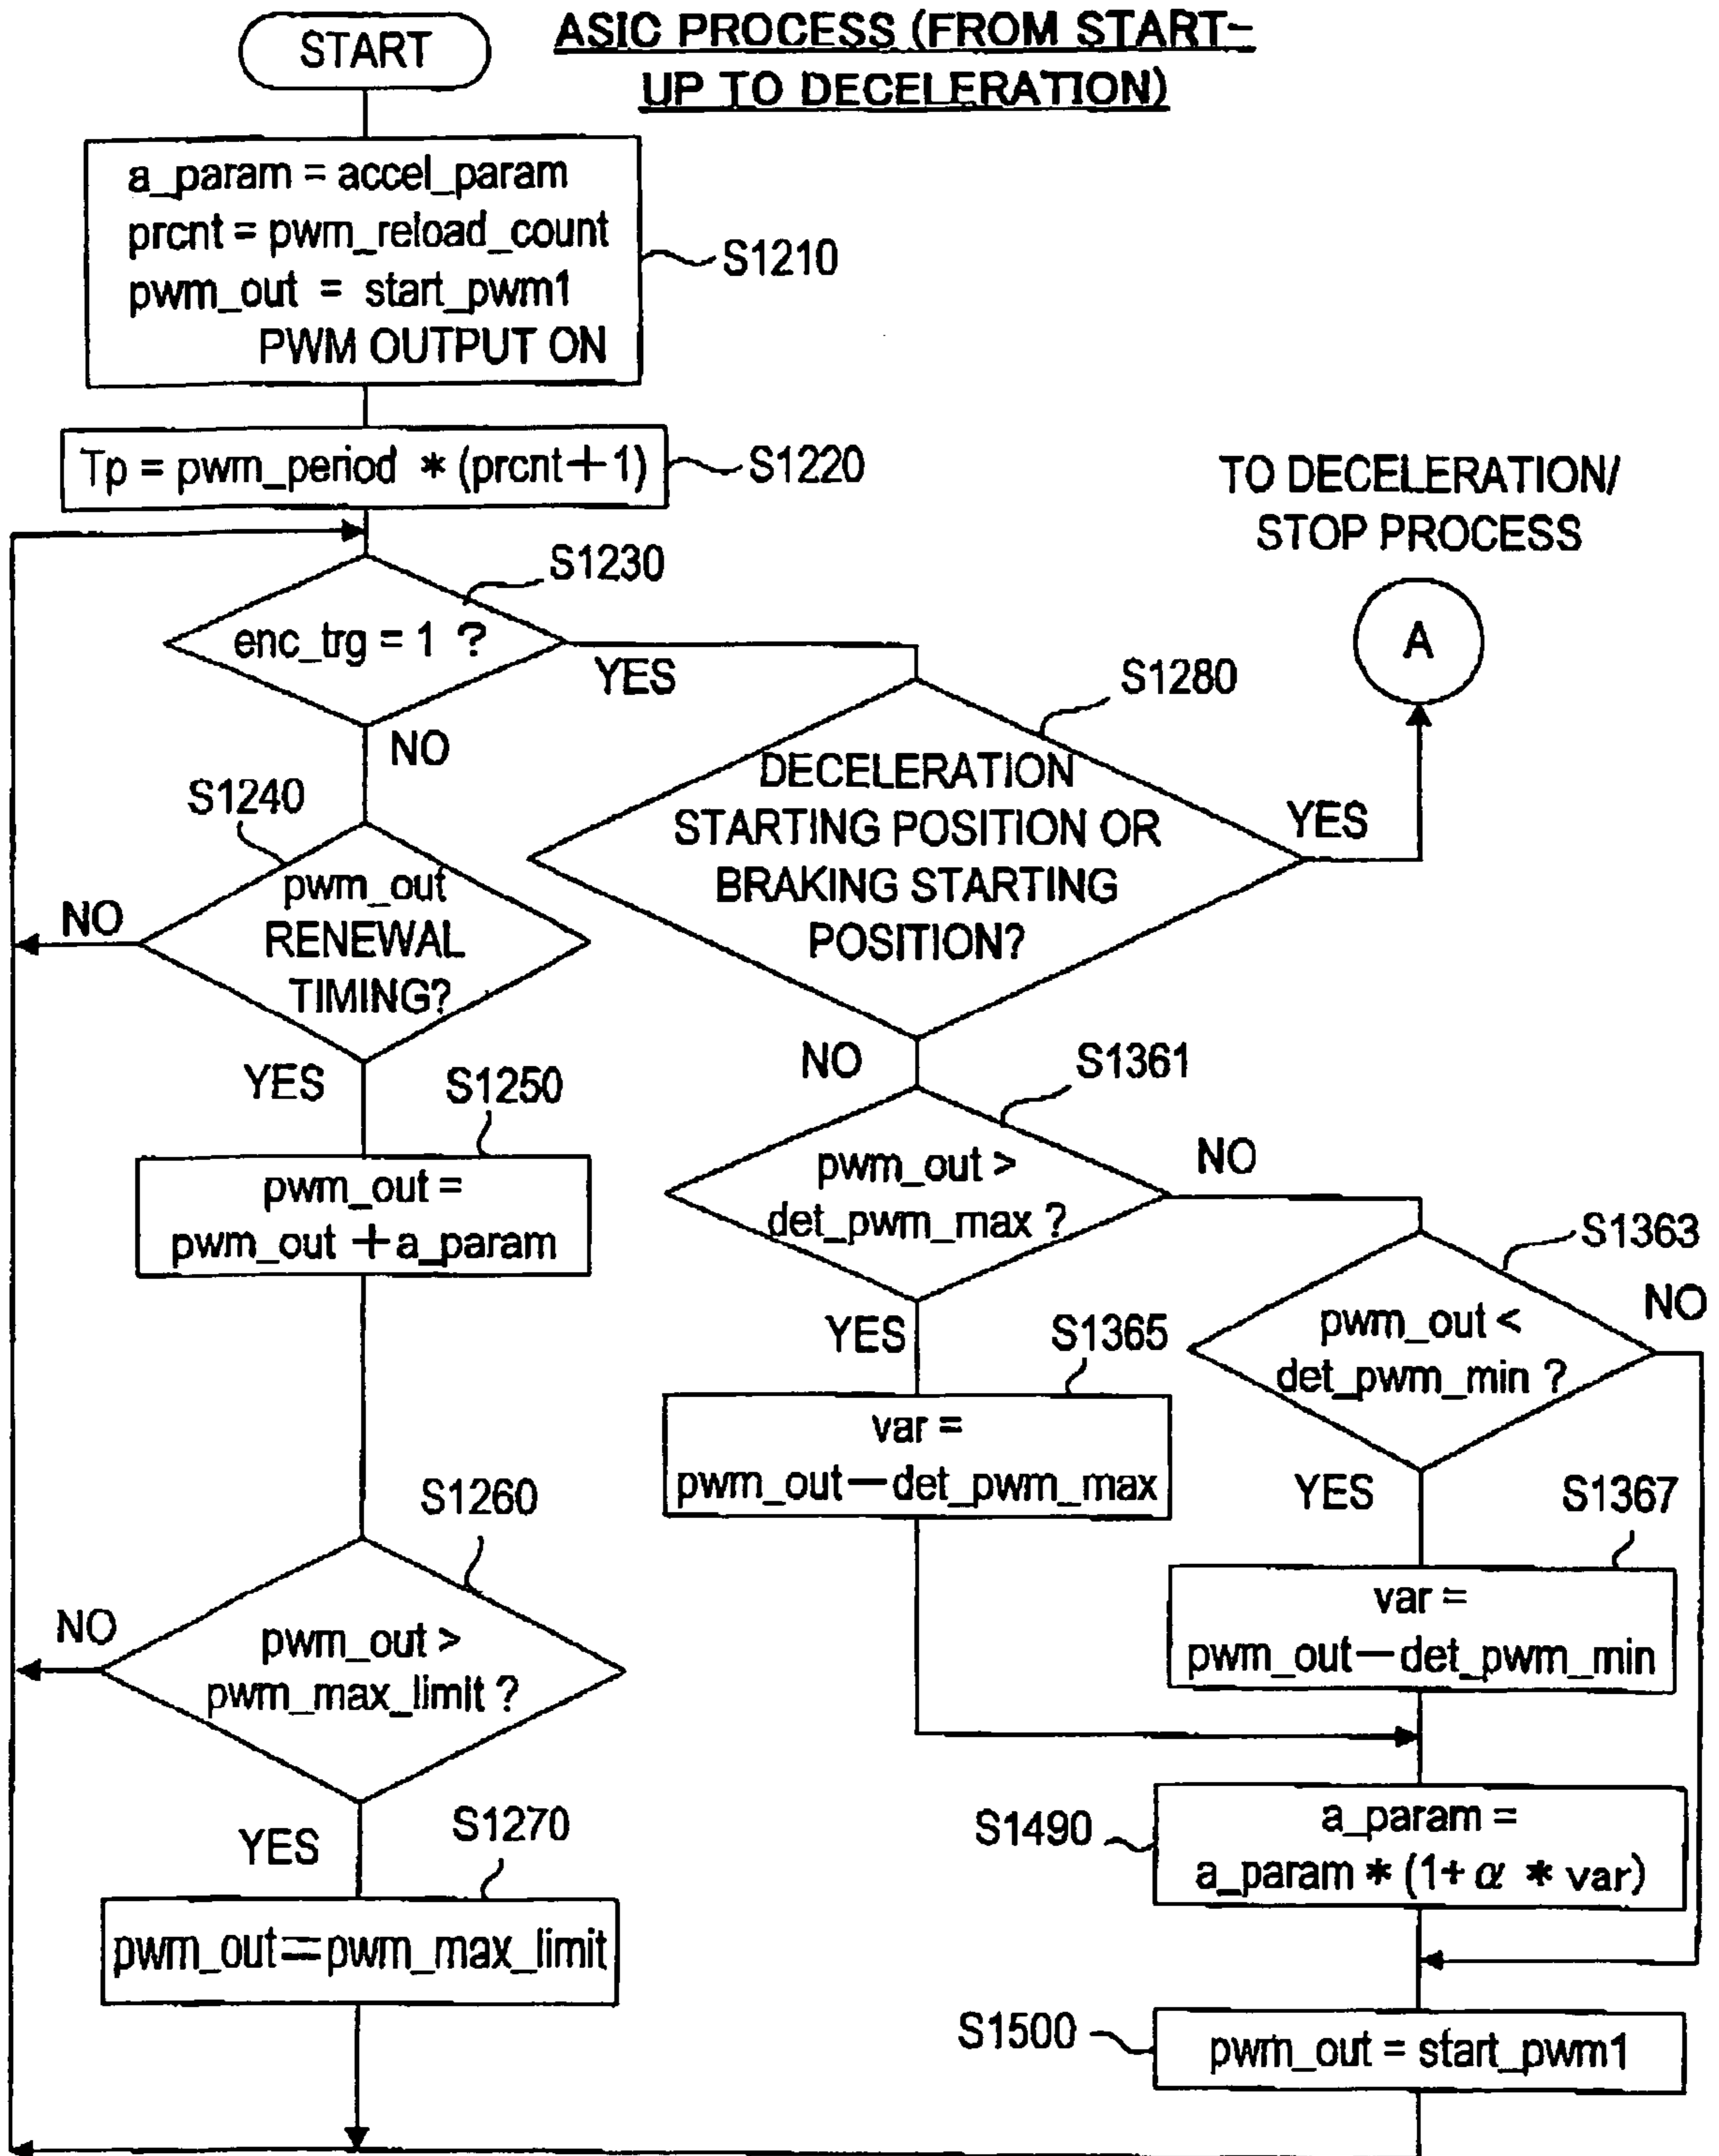 ASIC PROCESS (FROM START-
UP TO DECELERATION)
START
a_param = accel_param
prcnt = pwm_reload_count
pwm_out = start_pwm1
PWM OUTPUT ON
S1210
Tp = pwm_period * (prcnt+1)
S1220
TO DECELERATION/
STOP PROCESS
A
S1230
enc_trg = 1 ?
YES
NO
S1280
DECELERATION
STARTING POSITION OR
BRAKING STARTING
POSITION?
YES
NO
S1240
pwm_out
RENEWAL
TIMING?
NO
YES
S1250
pwm_out =
pwm_out +a_param
S1361
pwm_out >
det_pwm_max ?
NO
YES
S1363
pwm_out <
det_pwm_min ?
NO
YES
S1365
var =
pwm_out-det_pwm_max
S1367
var =
pwm_out-det_pwm_min
S1260
pwm_out >
pwm_max_limit ?
NO
YES
S1270
pwm_out=pwm_max_limit
S1490
a_param =
a_param * (1+ α * var)
S1500
pwm_out = start_pwm1